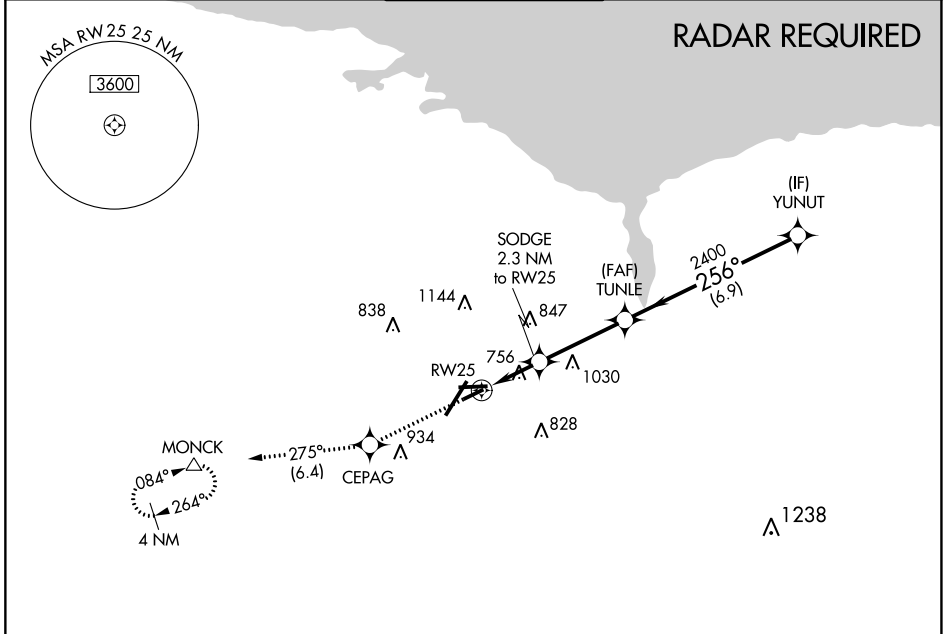 RADAR REQUIRED
MSA RW25 25 NM
3600
(IF)
YUNUT
SODGE
2.3 NM
to RW25
2400
256°
(6.9)
(FAF)
TUNLE
1144
838
847
756
RW25
1030
934
828
MONCK
275°
(6.4)
CEPAG
084°
264°
4 NM
1238